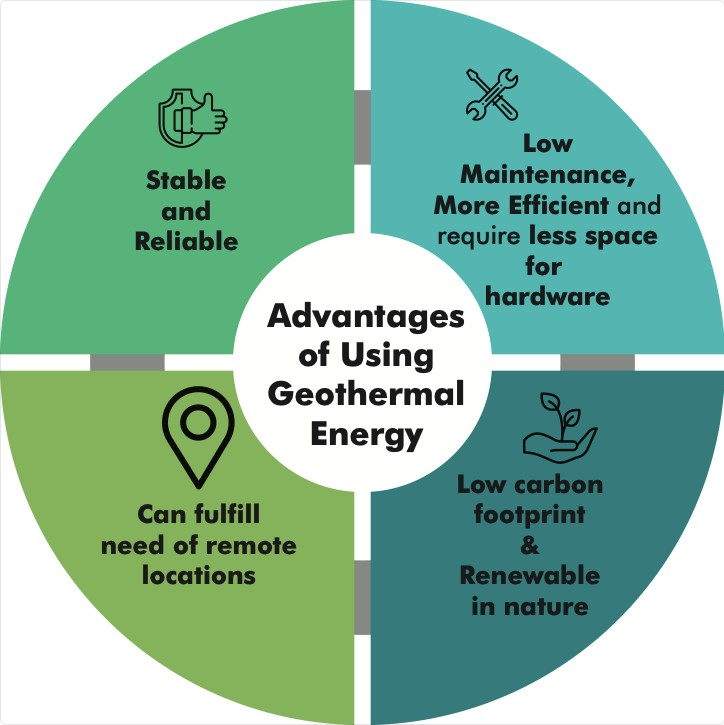 Stable
and
Reliable
Low
Maintenance,
More Efficient and
require less space
for
hardware
Advantages
of Using
Geothermal
Energy
Can fulfill
need of remote
locations
Low carbon
footprint
&
Renewable
in nature